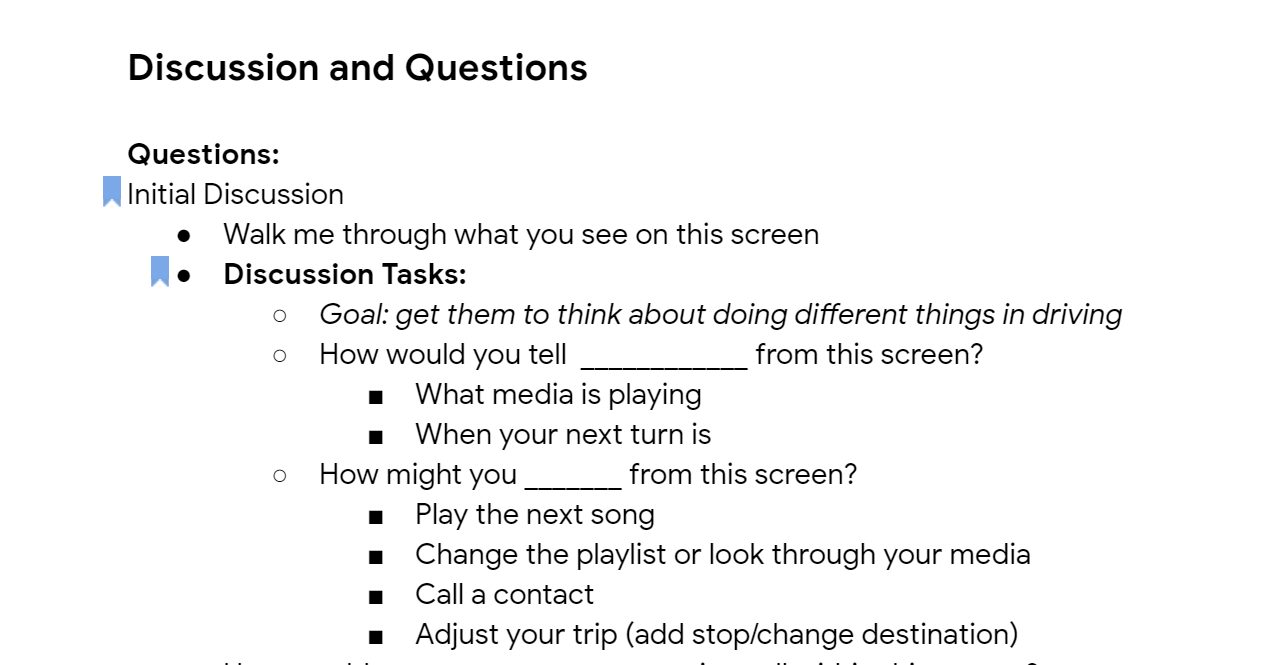 Discussion and Questions
Questions:
Initial Discussion
● Walk me through what you see on this screen
● Discussion Tasks:
○ Goal: get them to think about doing different things in driving
○ How would you tell ____________ from this screen?
■ What media is playing
■ When your next turn is
○ How might you _______ from this screen?
■ Play the next song
■ Change the playlist or look through your media
■ Call a contact
■ Adjust your trip (add stop/change destination)